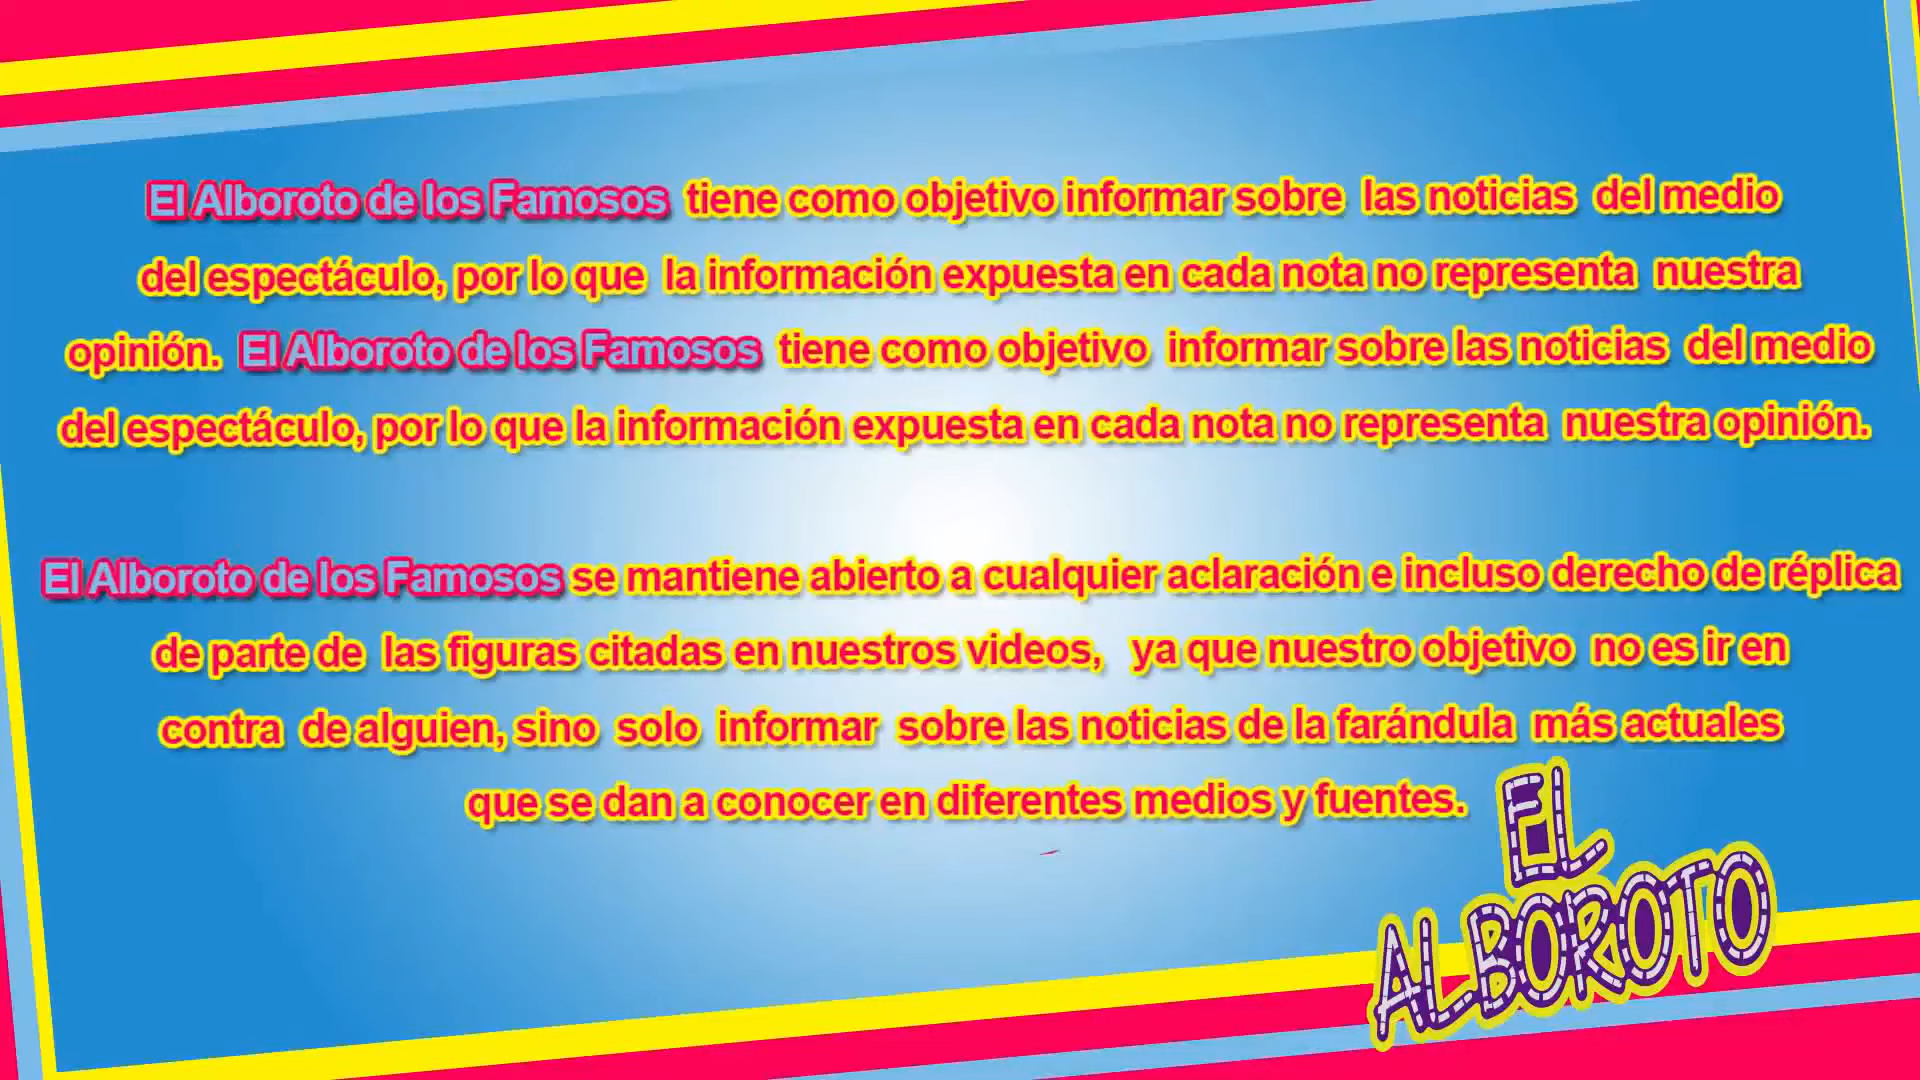 El Alboroto de los Famosos tiene como objetivo informar sobre las noticias del medio
del espectáculo, por lo que la información expuesta en cada nota no representa nuestra
opinión. El Alboroto de los Famosos tiene como objetivo informar sobre las noticias del medio
del espectáculo, por lo que la información expuesta en cada nota no representa nuestra opinión.
El Alboroto de los Famosos se mantiene abierto a cualquier aclaración e incluso derecho de réplica
de parte de las figuras citadas en nuestros videos, ya que nuestro objetivo no es ir en
contra de alguien, sino solo informar sobre las noticias de la farándula más actuales
que se dan a conocer en diferentes medios y fuentes.
EL
ALBOROTO